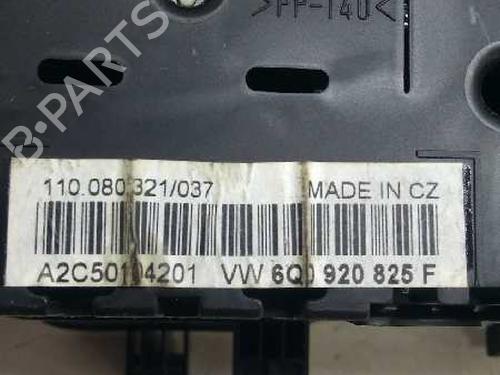 >PP-T40<
B-PARTS
110.080.321/037 MADE IN CZ
A2C50104201 VW 6Q0 920 825 F